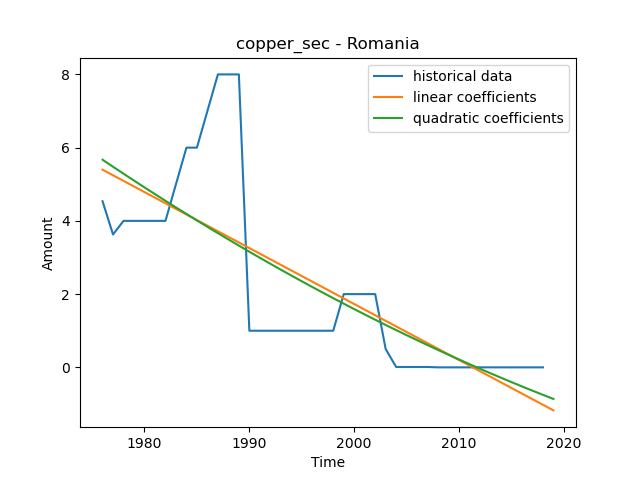 copper_sec - Romania
historical data
linear coefficients
quadratic coefficients
8
6
4
2
0
Amount
1980
1990
2000
2010
2020
Time